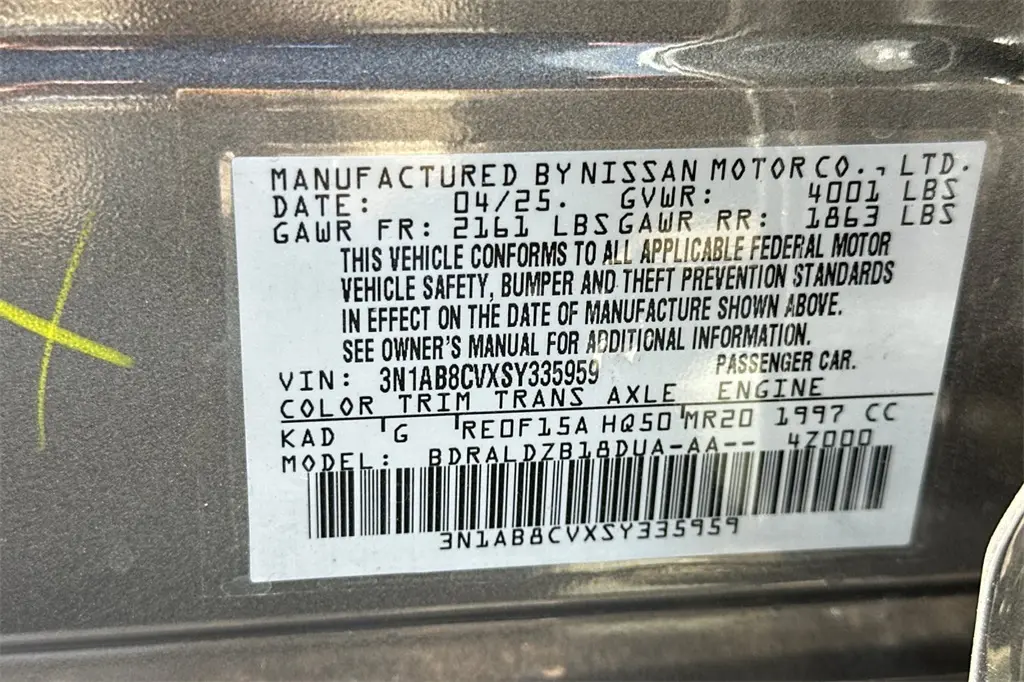 MANUFACTURED BY NISSAN MOTOR CO., LTD.
DATE: 04/25. GVWR: 4001 LBS
GAWR FR: 2161 LBS GAWR RR: 1863 LBS
THIS VEHICLE CONFORMS TO ALL APPLICABLE FEDERAL MOTOR
VEHICLE SAFETY, BUMPER AND THEFT PREVENTION STANDARDS
IN EFFECT ON THE DATE OF MANUFACTURE SHOWN ABOVE.
SEE OWNER'S MANUAL FOR ADDITIONAL INFORMATION.
VIN: 3N1AB8CVXSY335959 PASSENGER CAR.
COLOR TRIM TRANS AXLE ENGINE
KAD G RE0F15A HQ50 MR20 1997 CC
MODEL: BDRALDZB18DUA-AA-- 4Z000
3N1AB8CVXSY335959